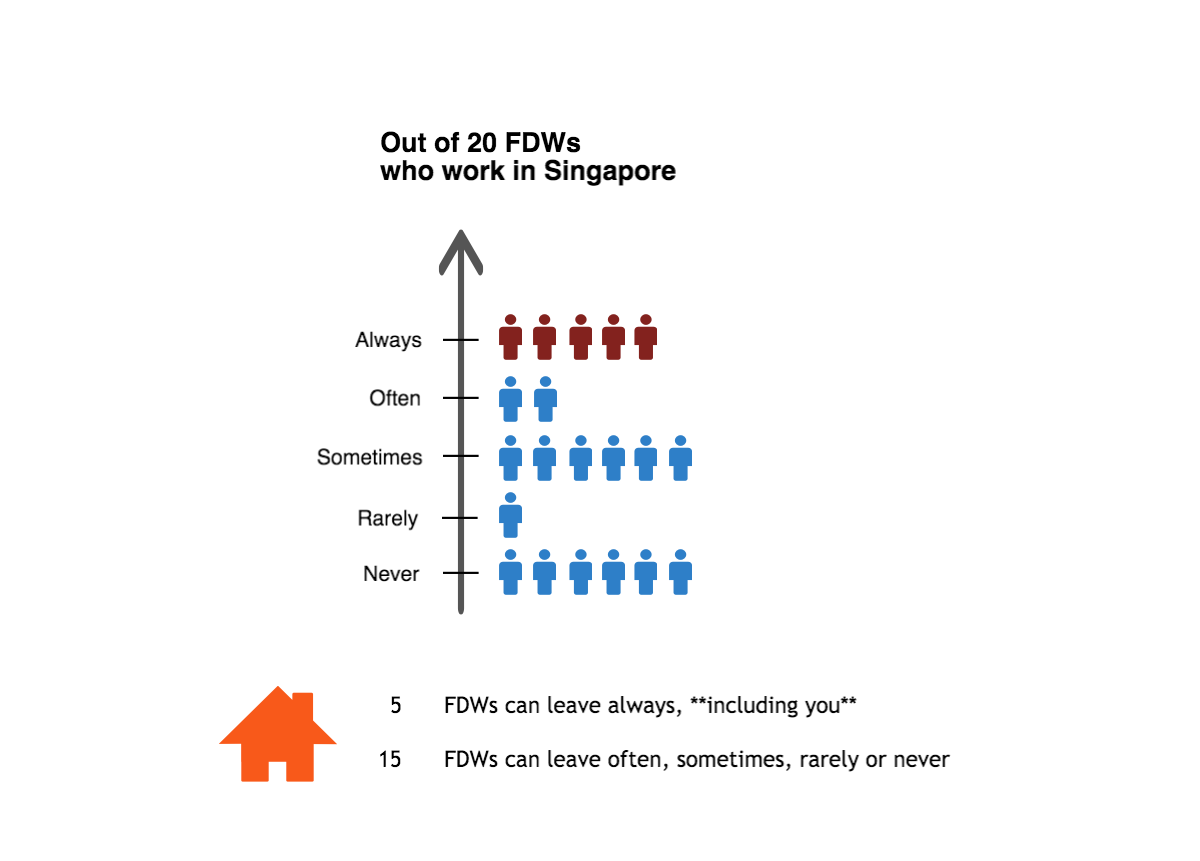 Out of 20 FDWs
who work in Singapore
Always
Often
Sometimes
Rarely
Never
5 FDWs can leave always, **including you**
15 FDWs can leave often, sometimes, rarely or never